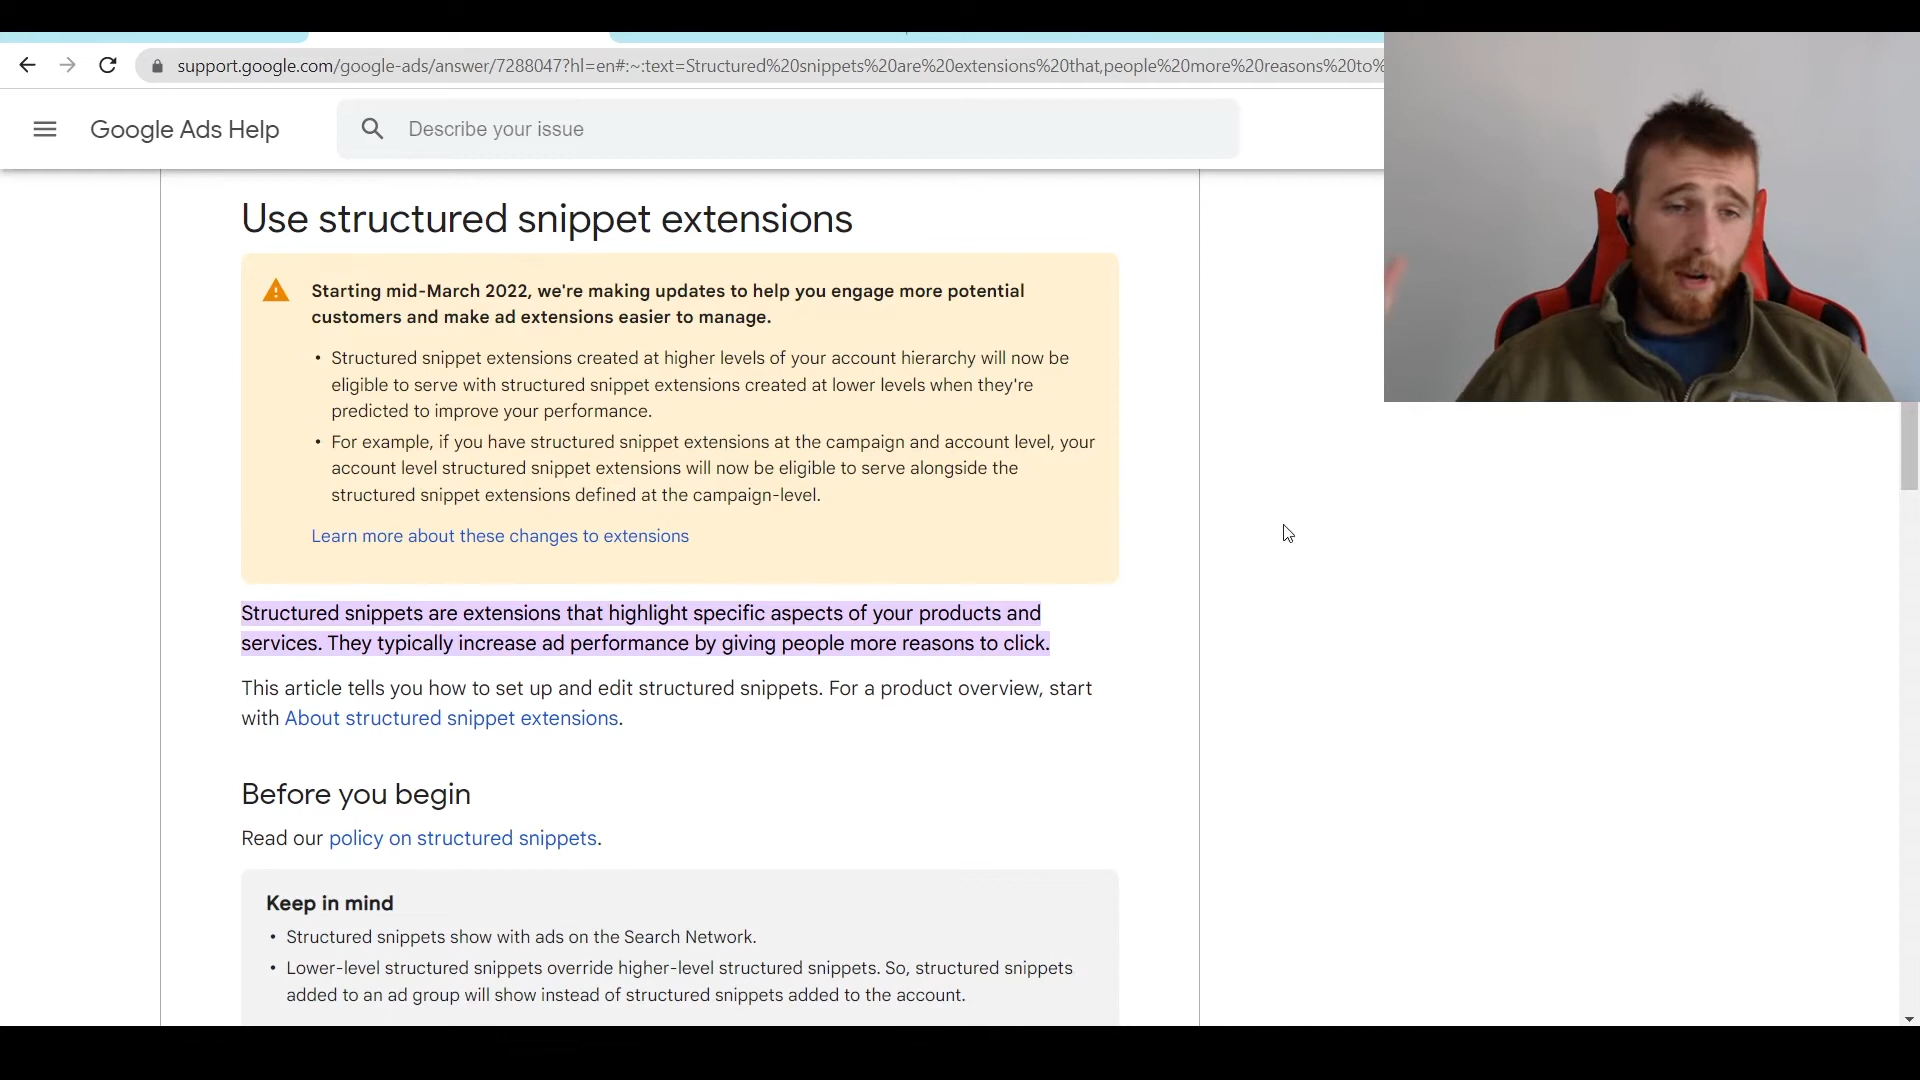 support.google.com/google-ads/answer/7288047?hl=en#:~:text=Structured%20snippets%20are%20extensions%20that,people%20more%20reasons%20to%
Google Ads Help
Describe your issue
Use structured snippet extensions
Starting mid-March 2022, we're making updates to help you engage more potential
customers and make ad extensions easier to manage.
• Structured snippet extensions created at higher levels of your account hierarchy will now be
eligible to serve with structured snippet extensions created at lower levels when they're
predicted to improve your performance.
• For example, if you have structured snippet extensions at the campaign and account level, your
account level structured snippet extensions will now be eligible to serve alongside the
structured snippet extensions defined at the campaign-level.
Learn more about these changes to extensions
Structured snippets are extensions that highlight specific aspects of your products and
services. They typically increase ad performance by giving people more reasons to click.
This article tells you how to set up and edit structured snippets. For a product overview, start
with About structured snippet extensions.
Before you begin
Read our policy on structured snippets.
Keep in mind
• Structured snippets show with ads on the Search Network.
• Lower-level structured snippets override higher-level structured snippets. So, structured snippets
added to an ad group will show instead of structured snippets added to the account.